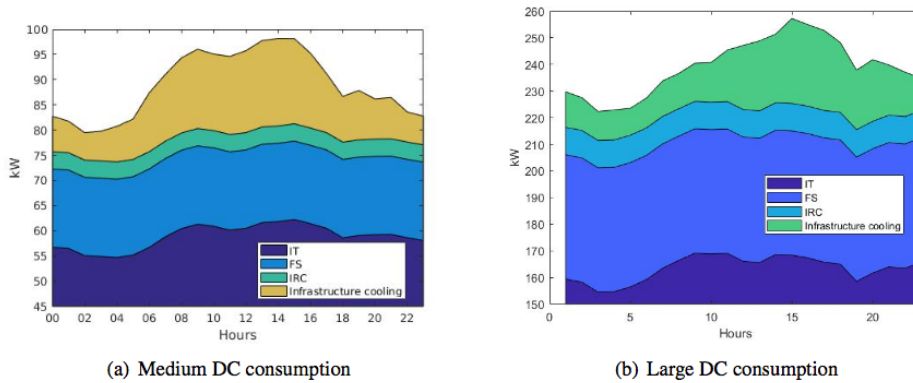 100
95
90
85
80
75
70
65
60
55
50
45
kW
00 02 04 06 08 10 12 14 16 18 20 22
Hours
IT
FS
IRC
Infrastructure cooling
(a) Medium DC consumption
260
250
240
230
220
210
200
190
180
170
160
150
kW
0 5 10 15 20
Hours
IT
FS
IRC
Infrastructure cooling
(b) Large DC consumption